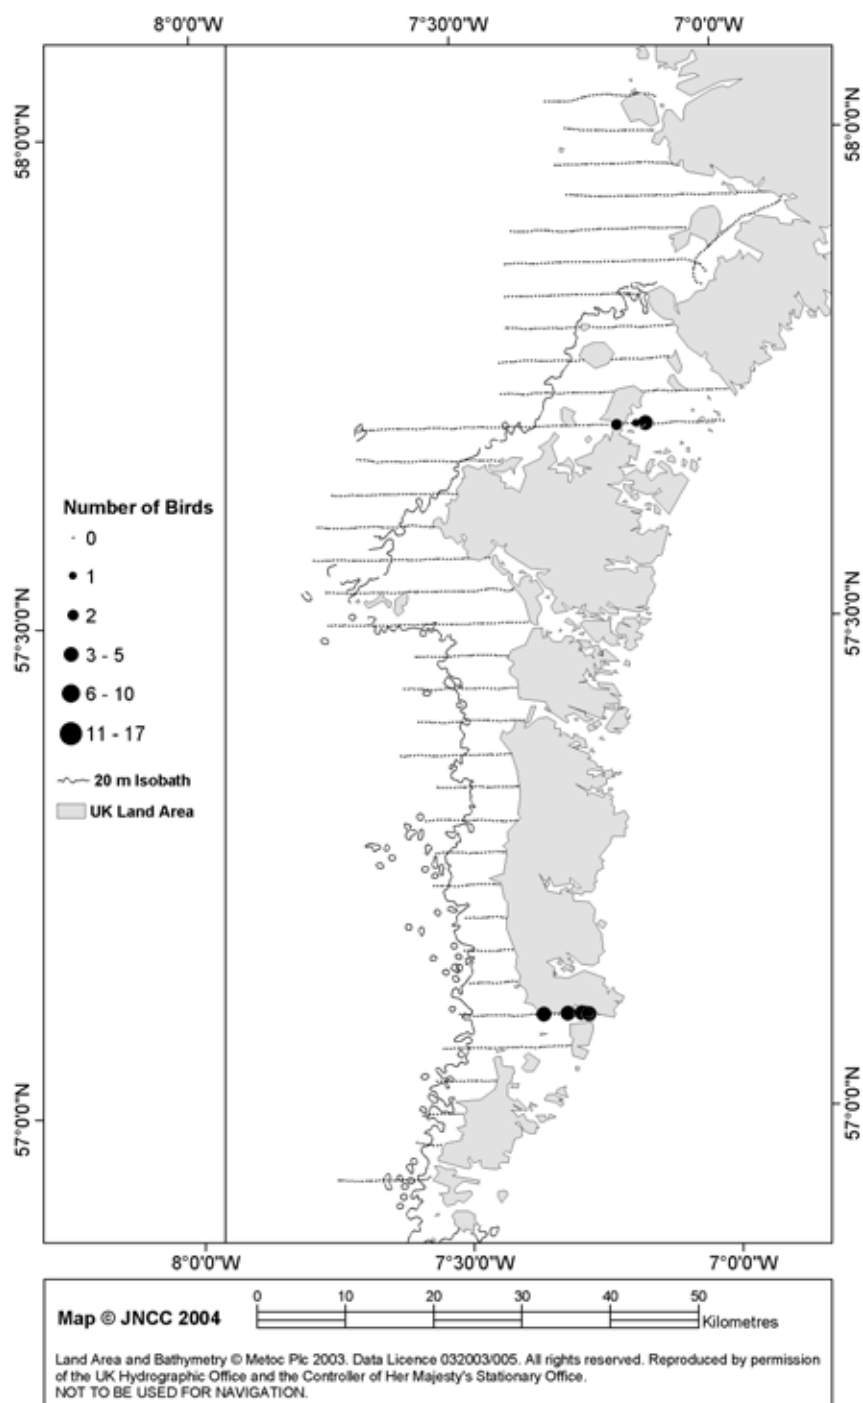 8°0'0"W 7°30'0"W 7°0'0"W
58°0'0"N 58°0'0"N
Number of Birds
0
1
2
3 - 5
6 - 10
11 - 17
20 m Isobath
UK Land Area
57°30'0"N 57°30'0"N
57°0'0"N 57°0'0"N
8°0'0"W 7°30'0"W 7°0'0"W
0 10 20 30 40 50
Kilometres
Map © JNCC 2004
Land Area and Bathymetry © Metoc Plc 2003. Data Licence 032003/005. All rights reserved. Reproduced by permission
of the UK Hydrographic Office and the Controller of Her Majesty's Stationary Office.
NOT TO BE USED FOR NAVIGATION.